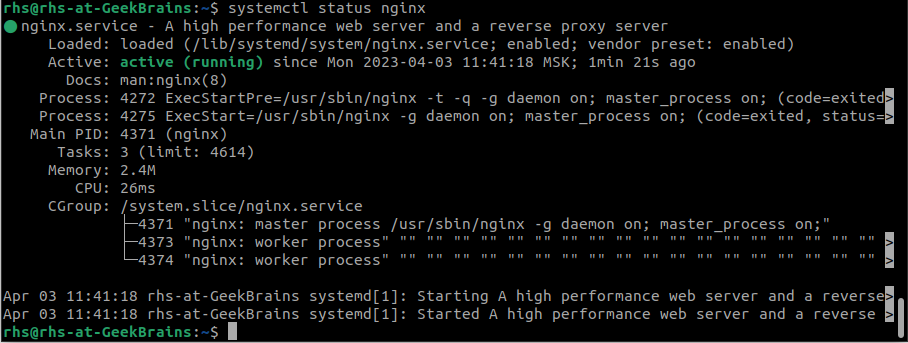 rhs@rhs-at-GeekBrains:~$ systemctl status nginx
● nginx.service - A high performance web server and a reverse proxy server
     Loaded: loaded (/lib/systemd/system/nginx.service; enabled; vendor preset: enabled)
     Active: active (running) since Mon 2023-04-03 11:41:18 MSK; 1min 21s ago
       Docs: man:nginx(8)
    Process: 4272 ExecStartPre=/usr/sbin/nginx -t -q -g daemon on; master_process on; (code=exited>
    Process: 4275 ExecStart=/usr/sbin/nginx -g daemon on; master_process on; (code=exited, status=>
   Main PID: 4371 (nginx)
      Tasks: 3 (limit: 4614)
     Memory: 2.4M
        CPU: 26ms
     CGroup: /system.slice/nginx.service
             ├─4371 "nginx: master process /usr/sbin/nginx -g daemon on; master_process on;"
             ├─4373 "nginx: worker process" "" "" "" "" "" "" "" "" "" "" "" "" "" "" "" "" "" "" >
             └─4374 "nginx: worker process" "" "" "" "" "" "" "" "" "" "" "" "" "" "" "" "" "" "" >

Apr 03 11:41:18 rhs-at-GeekBrains systemd[1]: Starting A high performance web server and a reverse>
Apr 03 11:41:18 rhs-at-GeekBrains systemd[1]: Started A high performance web server and a reverse >
rhs@rhs-at-GeekBrains:~$